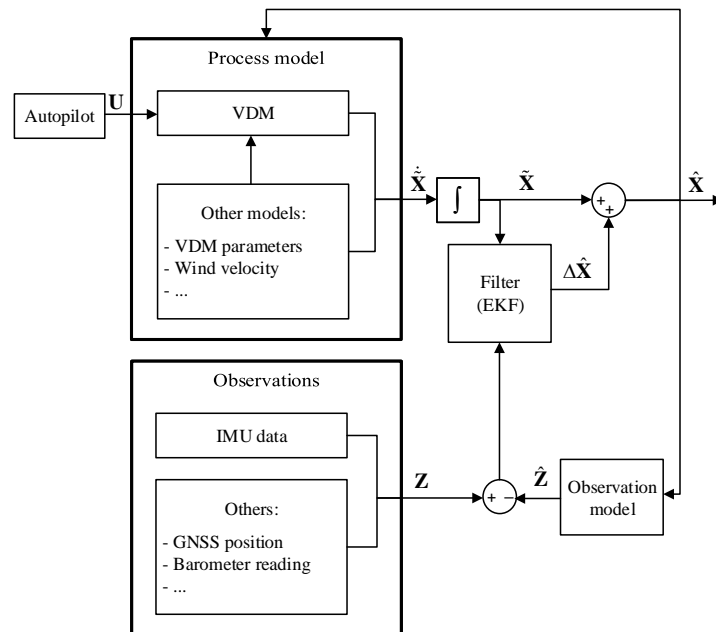 Process model
Autopilot
U
VDM
Other models:
- VDM parameters
- Wind velocity
- ...
Ẋ̃
∫
X̃
+
+
X̂
Filter
(EKF)
ΔX̂
Observations
IMU data
Others:
- GNSS position
- Barometer reading
- ...
Z
+ −
Ẑ
Observation
model